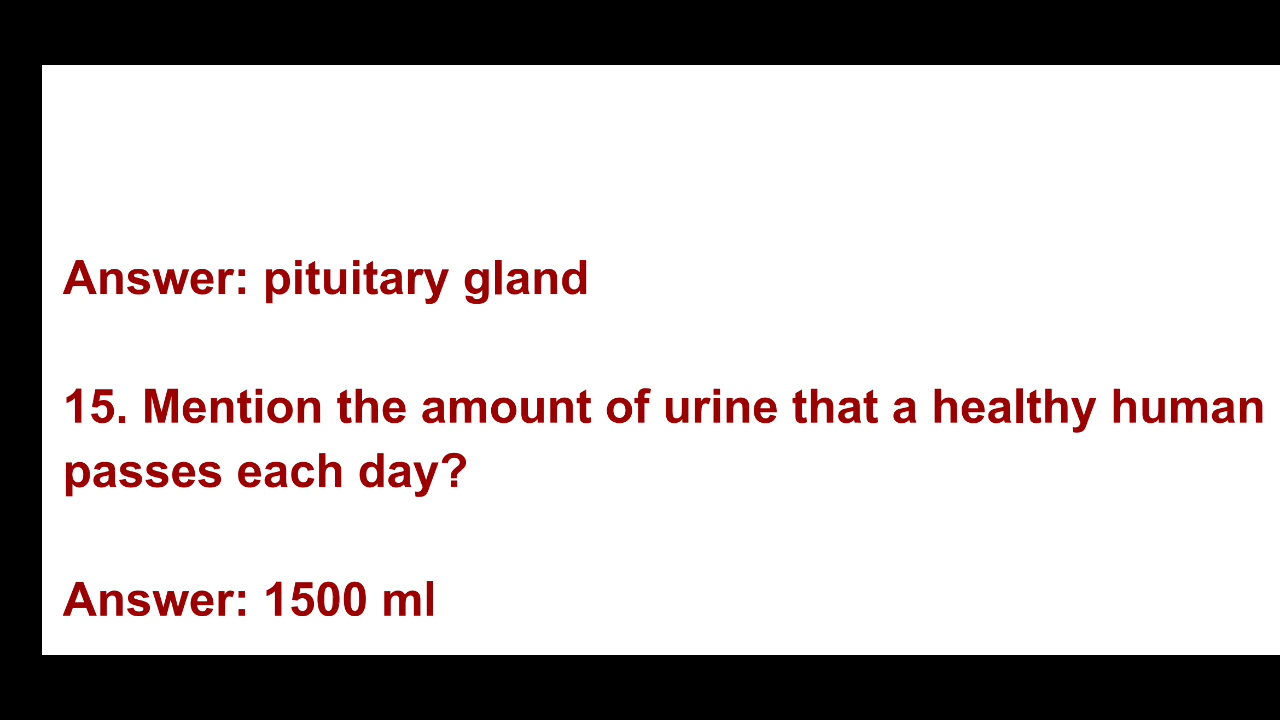 Answer: pituitary gland
15. Mention the amount of urine that a healthy human
passes each day?
Answer: 1500 ml